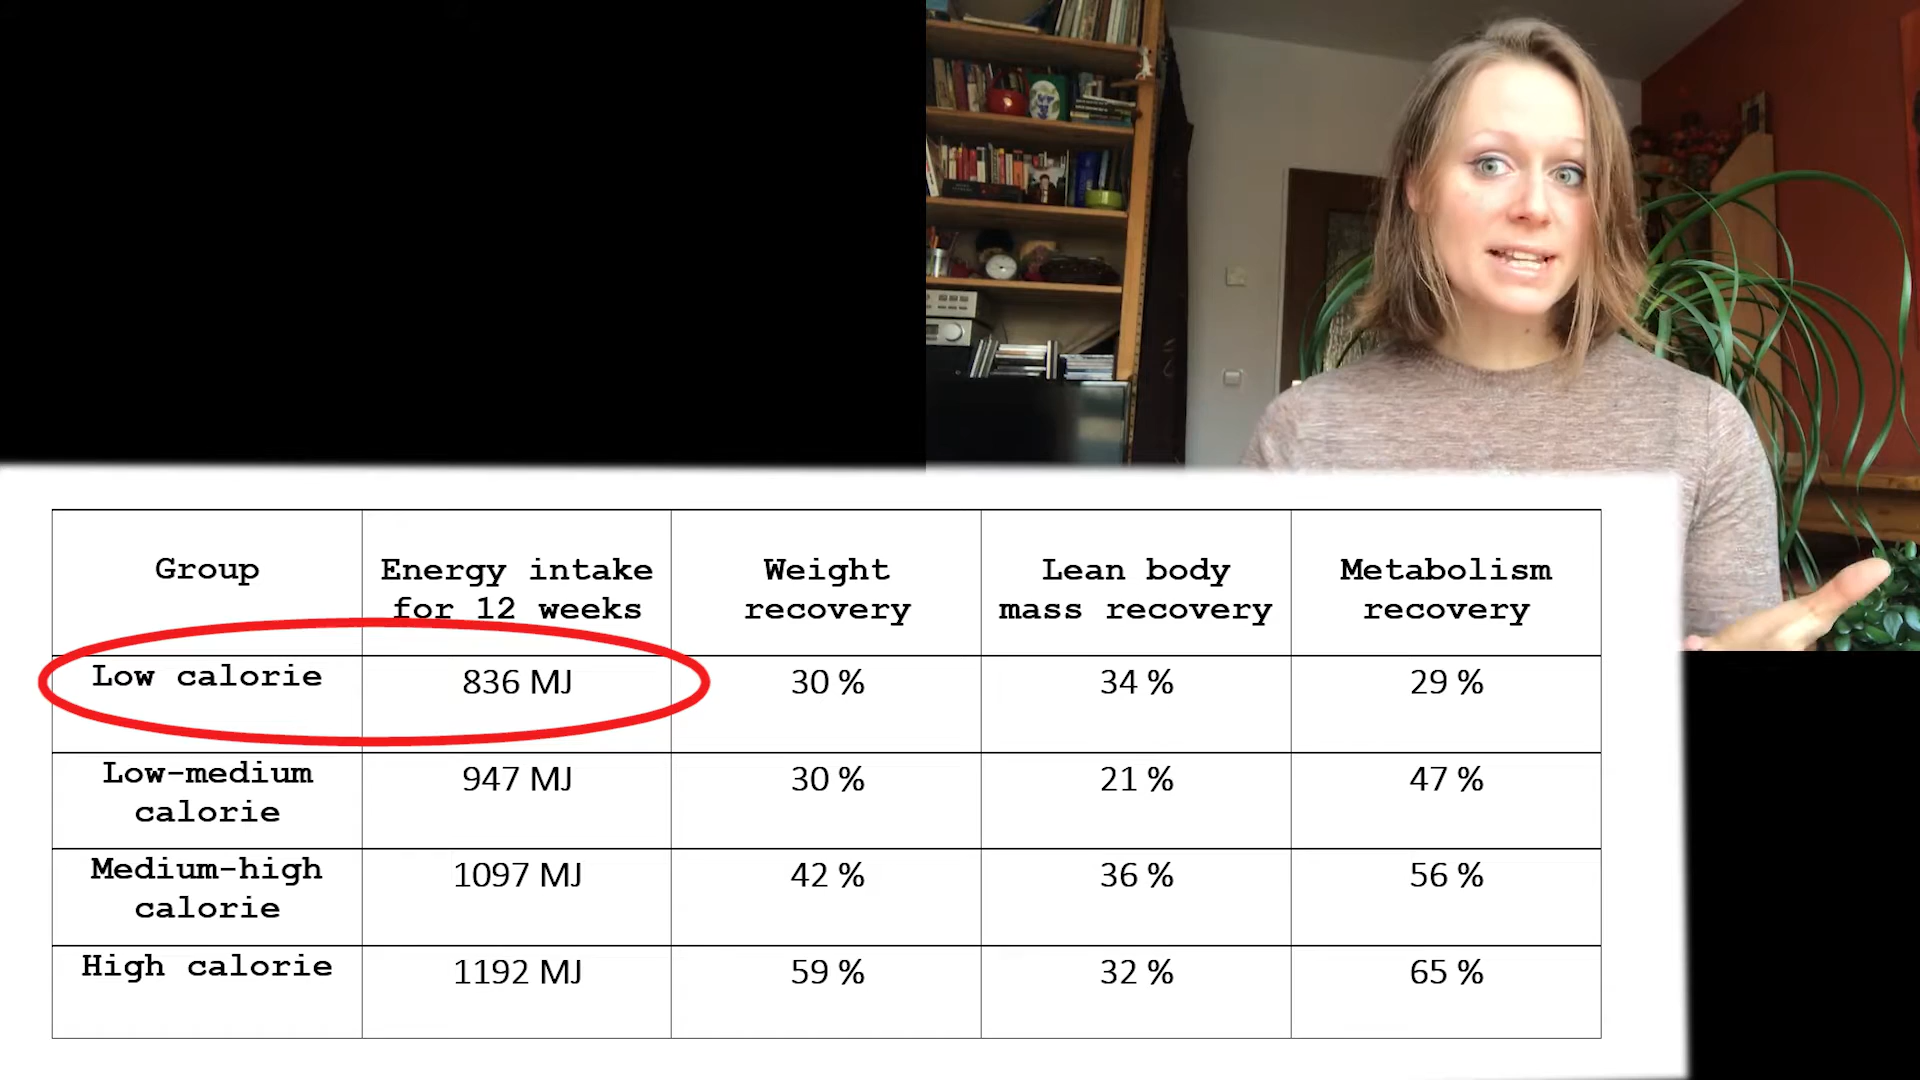 Group
Energy intake
for 12 weeks
Weight
recovery
Lean body
mass recovery
Metabolism
recovery
Low calorie
836 MJ
30 %
34 %
29 %
Low-medium
calorie
947 MJ
30 %
21 %
47 %
Medium-high
calorie
1097 MJ
42 %
36 %
56 %
High calorie
1192 MJ
59 %
32 %
65 %